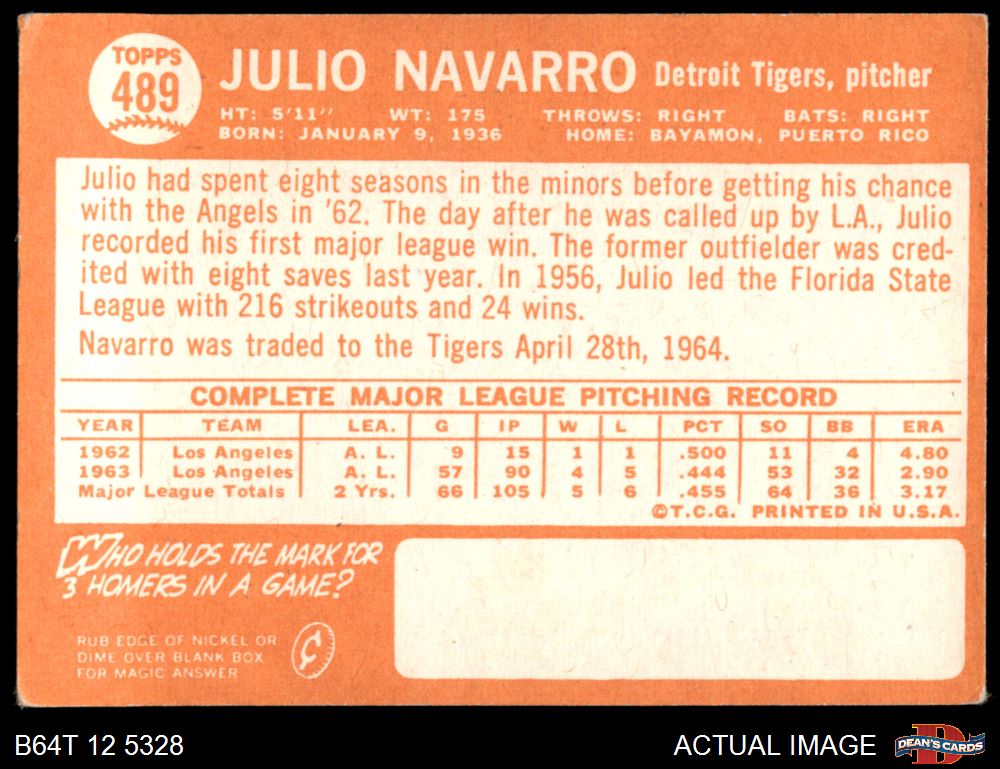 TOPPS
489
JULIO NAVARRO Detroit Tigers, pitcher
HT: 5'11" WT: 175 THROWS: RIGHT BATS: RIGHT
BORN: JANUARY 9, 1936 HOME: BAYAMON, PUERTO RICO
Julio had spent eight seasons in the minors before getting his chance
with the Angels in '62. The day after he was called up by L.A., Julio
recorded his first major league win. The former outfielder was cred-
ited with eight saves last year. In 1956, Julio led the Florida State
League with 216 strikeouts and 24 wins.
Navarro was traded to the Tigers April 28th, 1964.
COMPLETE MAJOR LEAGUE PITCHING RECORD
YEAR TEAM LEA. G IP W L PCT SO BB ERA
1962 Los Angeles A. L. 9 15 1 1 .500 11 4 4.80
1963 Los Angeles A. L. 57 90 4 5 .444 53 32 2.90
Major League Totals 2 Yrs. 66 105 5 6 .455 64 36 3.17
©T.C.G. PRINTED IN U.S.A.
WHO HOLDS THE MARK FOR
3 HOMERS IN A GAME?
RUB EDGE OF NICKEL OR
DIME OVER BLANK BOX
FOR MAGIC ANSWER
¢
B64T 12 5328 ACTUAL IMAGE
D
DEAN'S CARDS